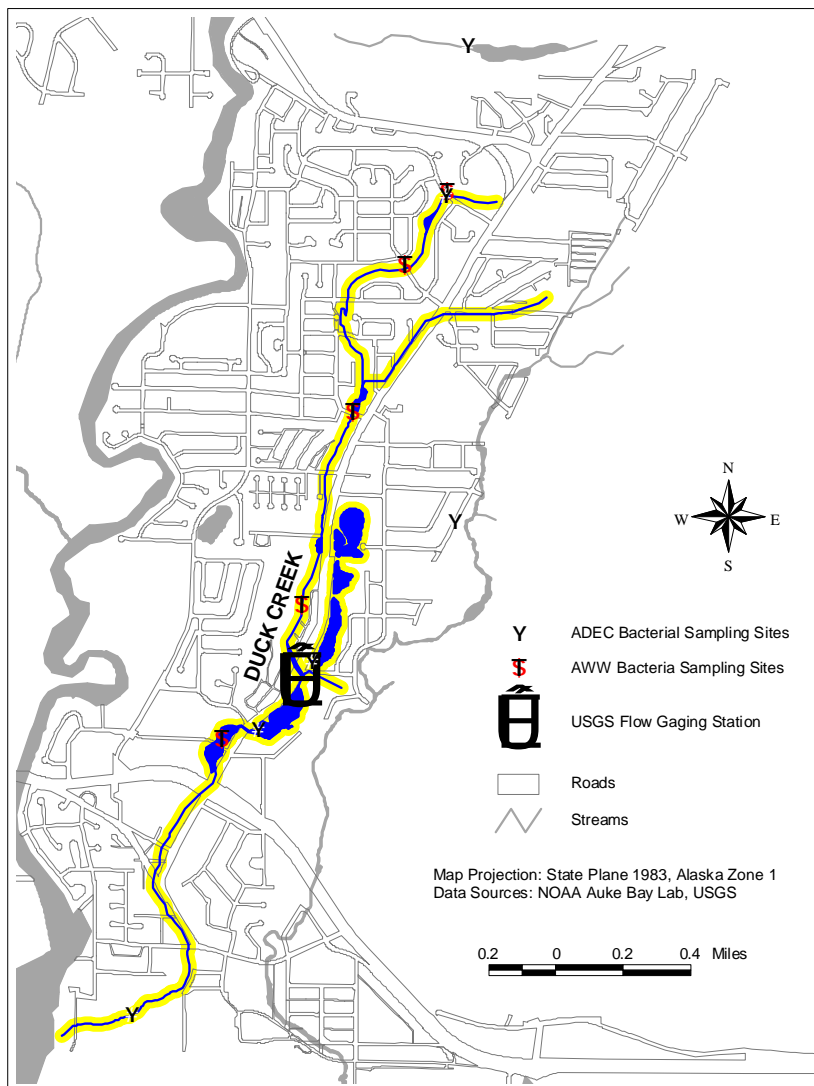 DUCK CREEK
N
W
E
S
Y ADEC Bacterial Sampling Sites
AWW Bacteria Sampling Sites
USGS Flow Gaging Station
Roads
Streams
Map Projection: State Plane 1983, Alaska Zone 1
Data Sources: NOAA Auke Bay Lab, USGS
0.2 0 0.2 0.4 Miles